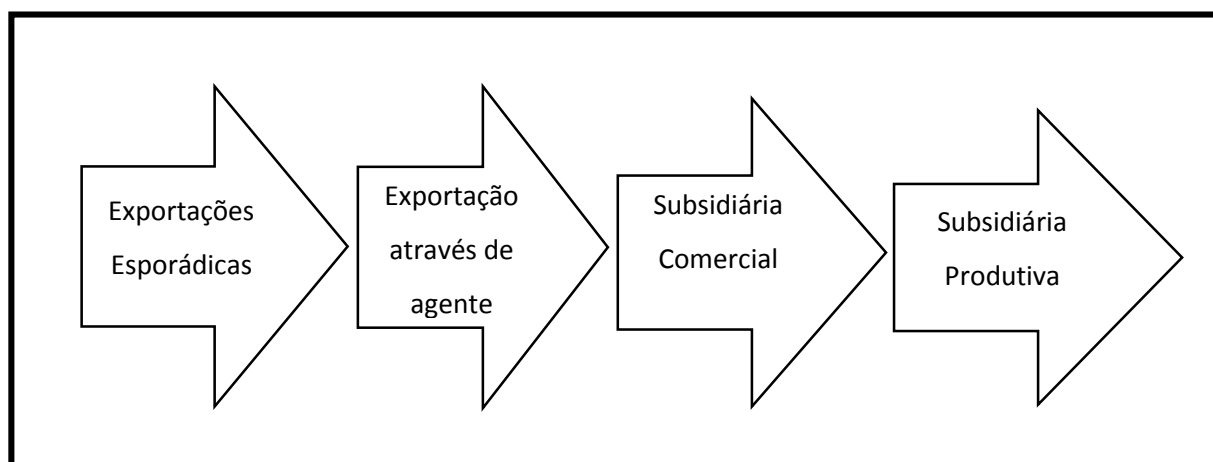 Exportações
Esporádicas
Exportação
através de
agente
Subsidiária
Comercial
Subsidiária
Produtiva